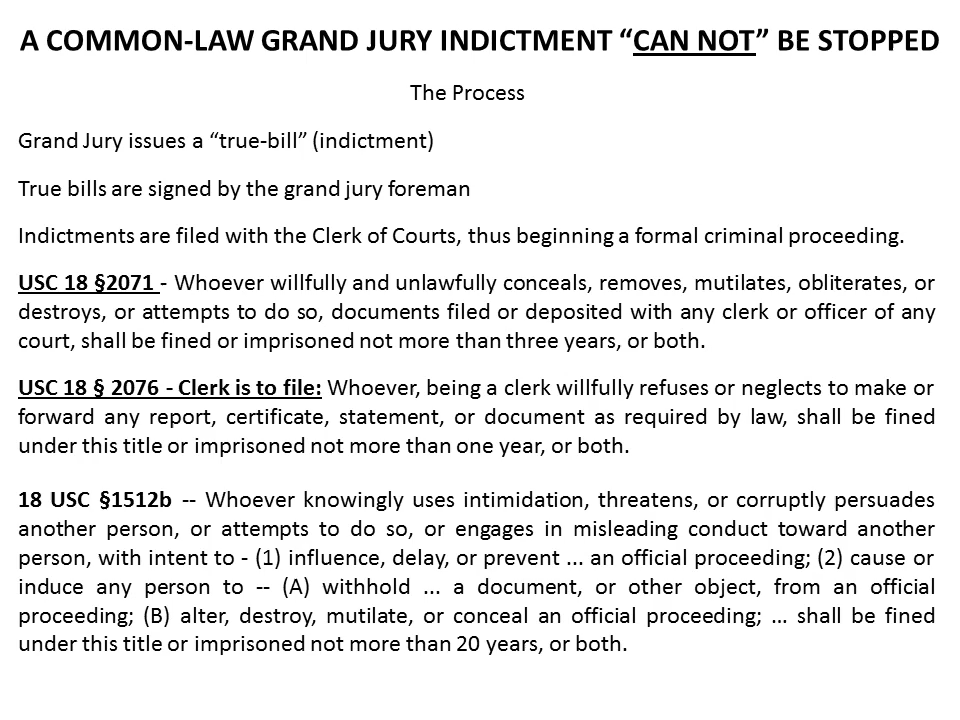 A COMMON-LAW GRAND JURY INDICTMENT “CAN NOT” BE STOPPED
The Process
Grand Jury issues a “true-bill” (indictment)
True bills are signed by the grand jury foreman
Indictments are filed with the Clerk of Courts, thus beginning a formal criminal proceeding.
USC 18 §2071 - Whoever willfully and unlawfully conceals, removes, mutilates, obliterates, or
destroys, or attempts to do so, documents filed or deposited with any clerk or officer of any
court, shall be fined or imprisoned not more than three years, or both.
USC 18 § 2076 - Clerk is to file: Whoever, being a clerk willfully refuses or neglects to make or
forward any report, certificate, statement, or document as required by law, shall be fined
under this title or imprisoned not more than one year, or both.
18 USC §1512b -- Whoever knowingly uses intimidation, threatens, or corruptly persuades
another person, or attempts to do so, or engages in misleading conduct toward another
person, with intent to - (1) influence, delay, or prevent ... an official proceeding; (2) cause or
induce any person to -- (A) withhold ... a document, or other object, from an official
proceeding; (B) alter, destroy, mutilate, or conceal an official proceeding; ... shall be fined
under this title or imprisoned not more than 20 years, or both.